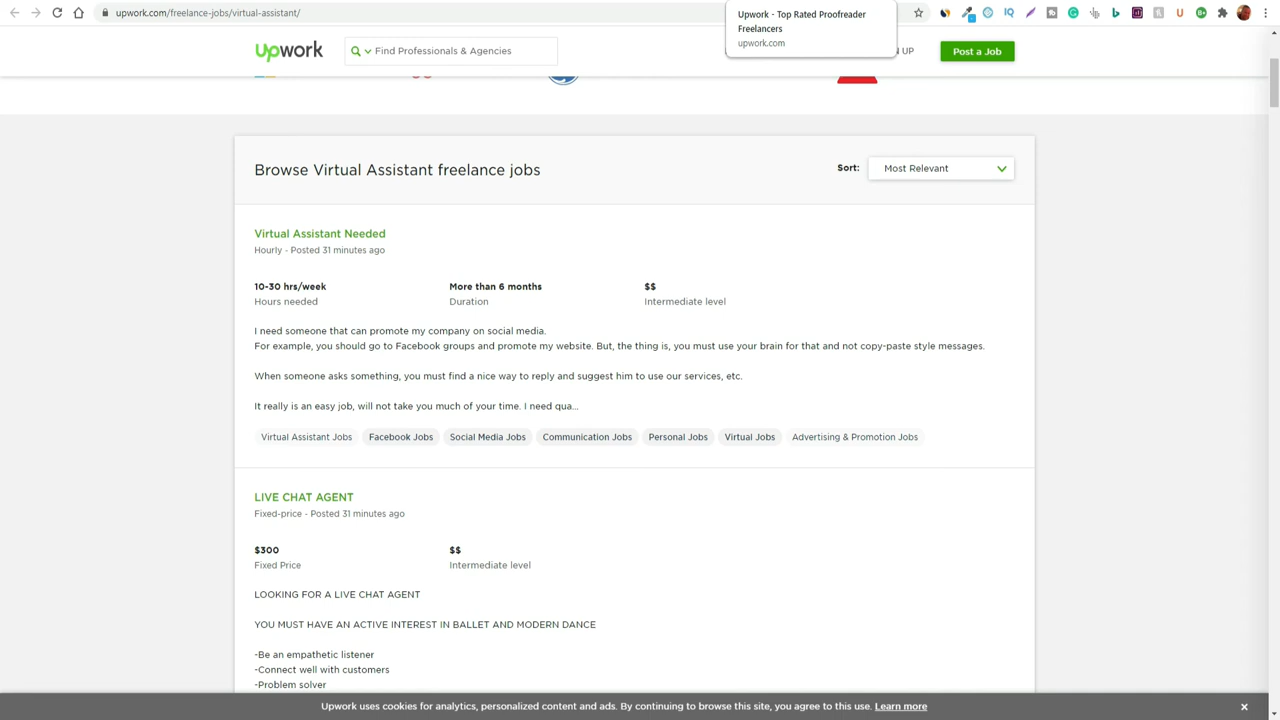 upwork.com/freelance-jobs/virtual-assistant/
Upwork - Top Rated Proofreader
Freelancers
upwork.com
upwork
Find Professionals & Agencies
UP
Post a Job
Browse Virtual Assistant freelance jobs
Sort:
Most Relevant
Virtual Assistant Needed
Hourly - Posted 31 minutes ago
10-30 hrs/week
More than 6 months
$$
Hours needed
Duration
Intermediate level
I need someone that can promote my company on social media.
For example, you should go to Facebook groups and promote my website. But, the thing is, you must use your brain for that and not copy-paste style messages.
When someone asks something, you must find a nice way to reply and suggest him to use our services, etc.
It really is an easy job, will not take you much of your time. I need qua...
Virtual Assistant Jobs
Facebook Jobs
Social Media Jobs
Communication Jobs
Personal Jobs
Virtual Jobs
Advertising & Promotion Jobs
LIVE CHAT AGENT
Fixed-price - Posted 31 minutes ago
$300
$$
Fixed Price
Intermediate level
LOOKING FOR A LIVE CHAT AGENT
YOU MUST HAVE AN ACTIVE INTEREST IN BALLET AND MODERN DANCE
-Be an empathetic listener
-Connect well with customers
-Problem solver
Upwork uses cookies for analytics, personalized content and ads. By continuing to browse this site, you agree to this use. Learn more